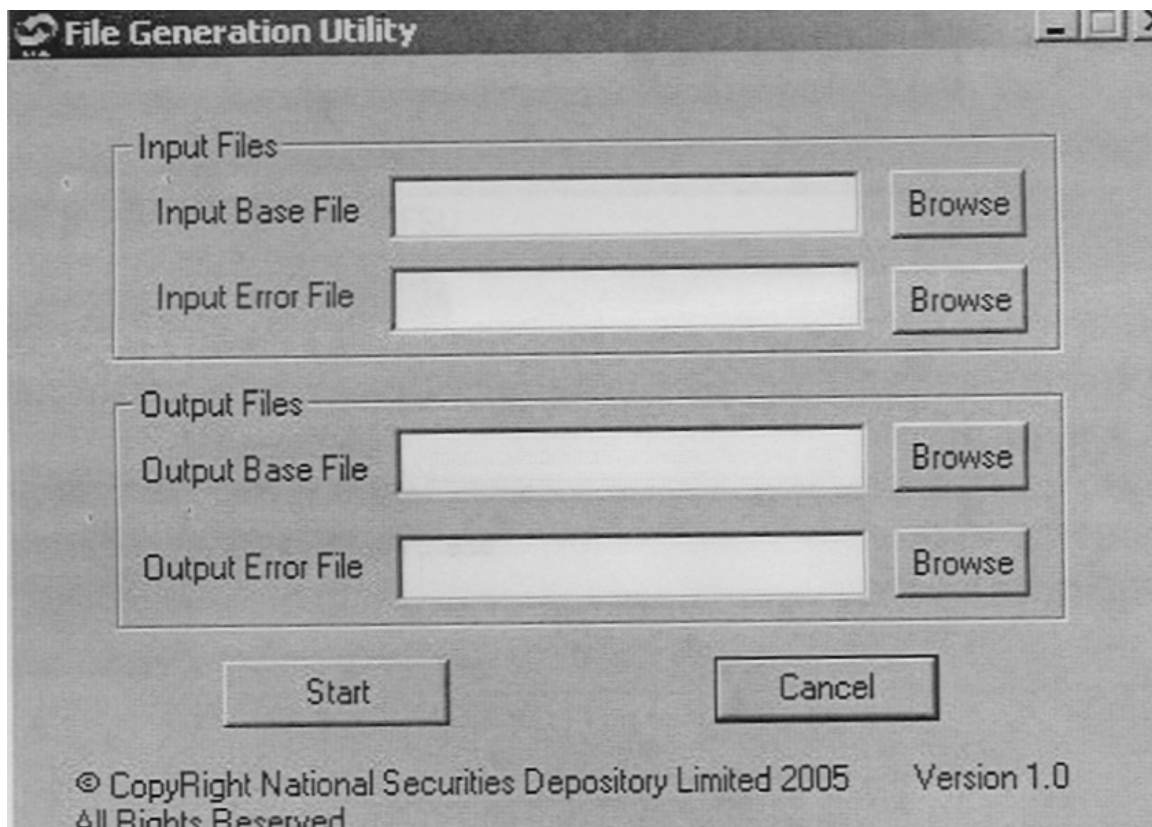 File Generation Utility
Input Files
Input Base File
Browse
Input Error File
Browse
Output Files
Output Base File
Browse
Output Error File
Browse
Start
Cancel
© CopyRight National Securities Depository Limited 2005 Version 1.0
All Rights Reserved